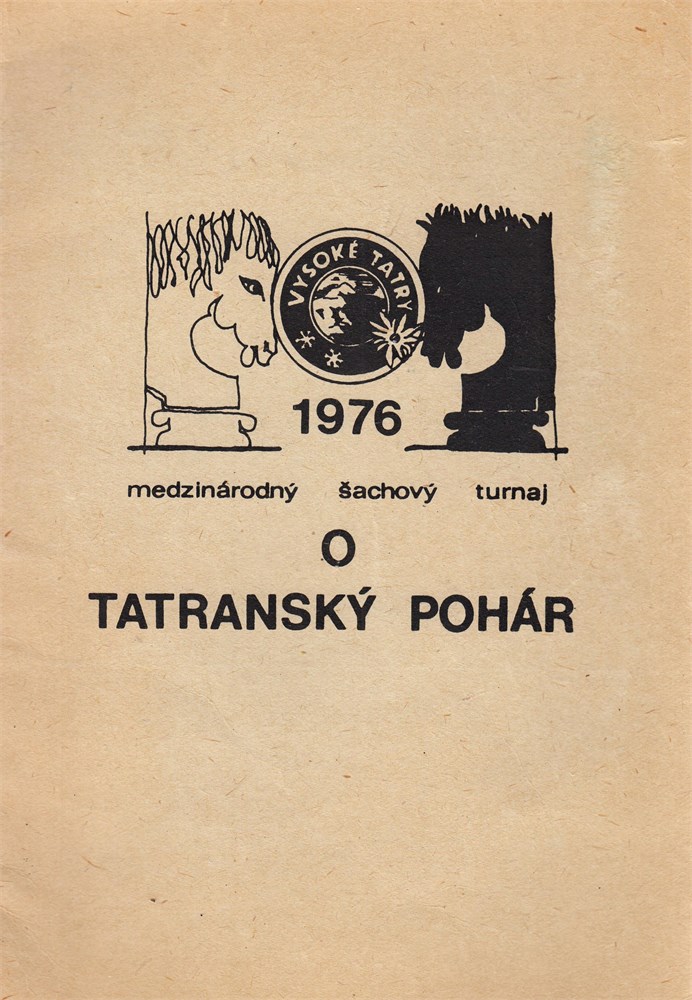 VYSOKÉ TATRY
1976
medzinárodný šachový turnaj
O
TATRANSKÝ POHÁR